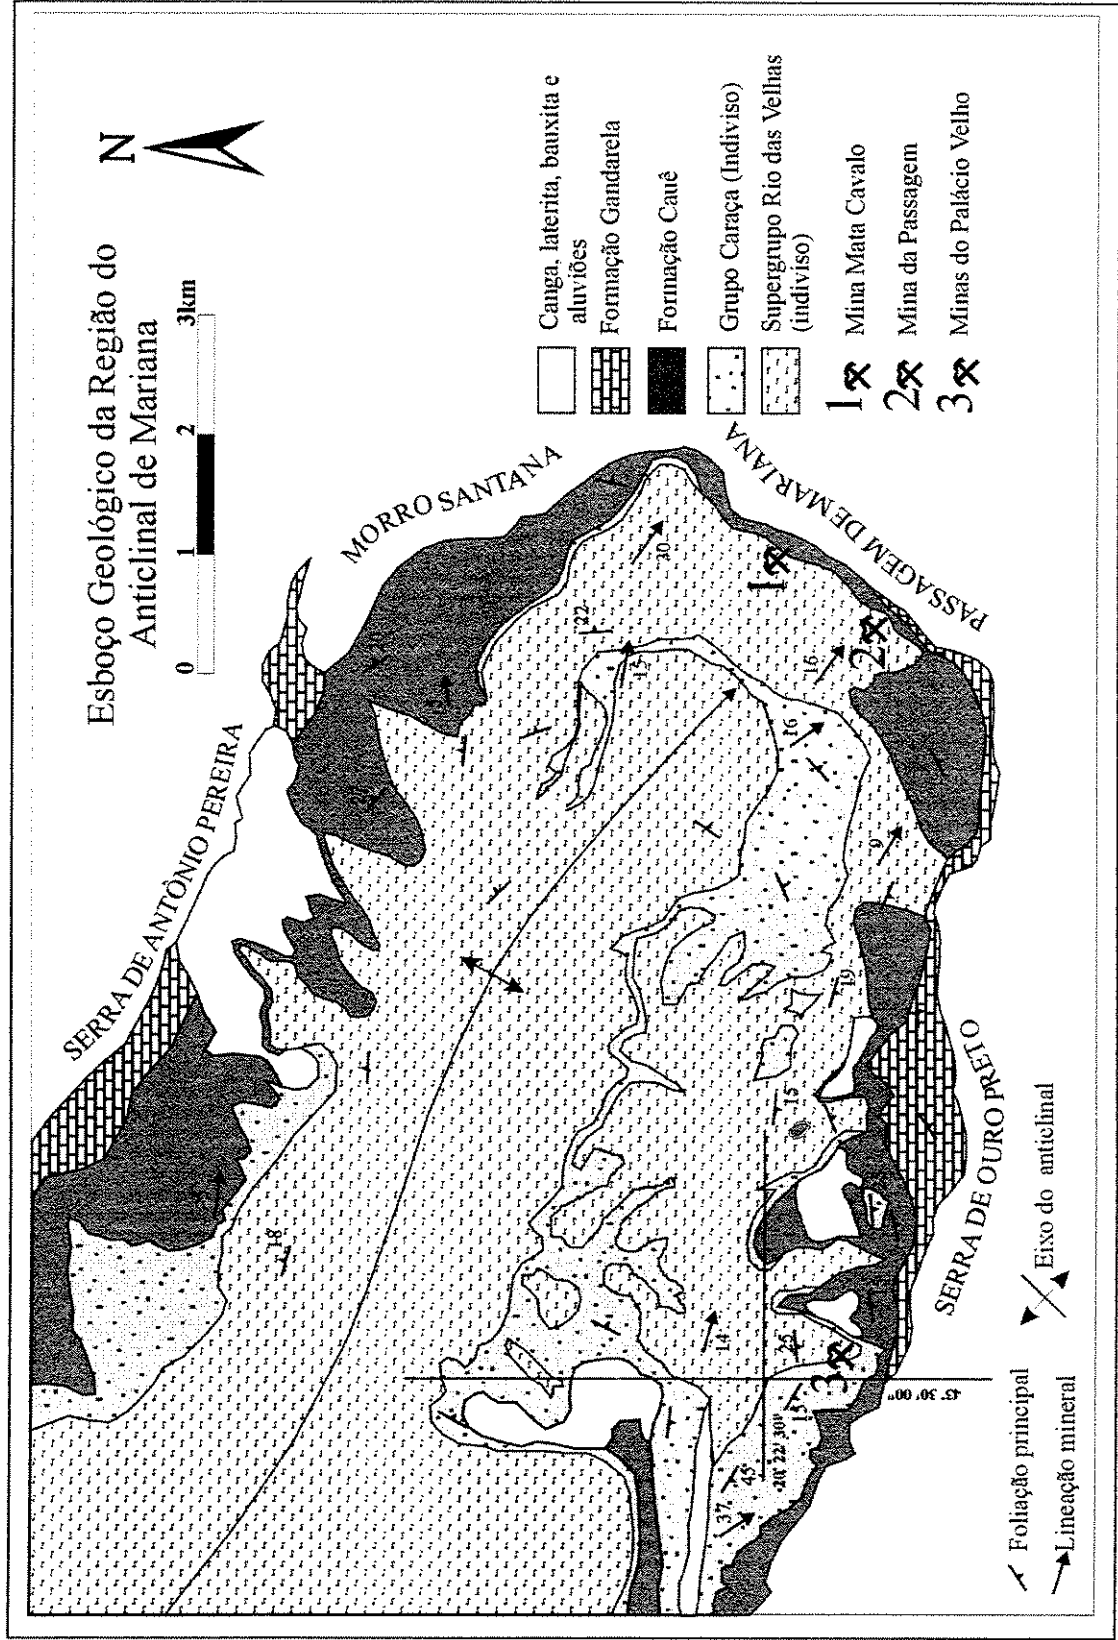 Esboço Geológico da Região do
Anticlinal de Mariana
N
0 1 2 3km
SERRA DE ANTÔNIO PEREIRA
MORRO SANTANA
PASSAGEM DE MARIANA
SERRA DE OURO PRETO
Canga, laterita, bauxita e
aluviões
Formação Gandarela
Formação Cauê
Grupo Caraça (Indiviso)
Supergrupo Rio das Velhas
(indiviso)
1 Mina Mata Cavalo
2 Mina da Passagem
3 Minas do Palácio Velho
18
30
22
15
1
16
2
16
9
19
15
14
25
3
15
45
37
20° 22' 30"
43° 30' 00"
Foliação principal
Lineação mineral
Eixo do anticlinal